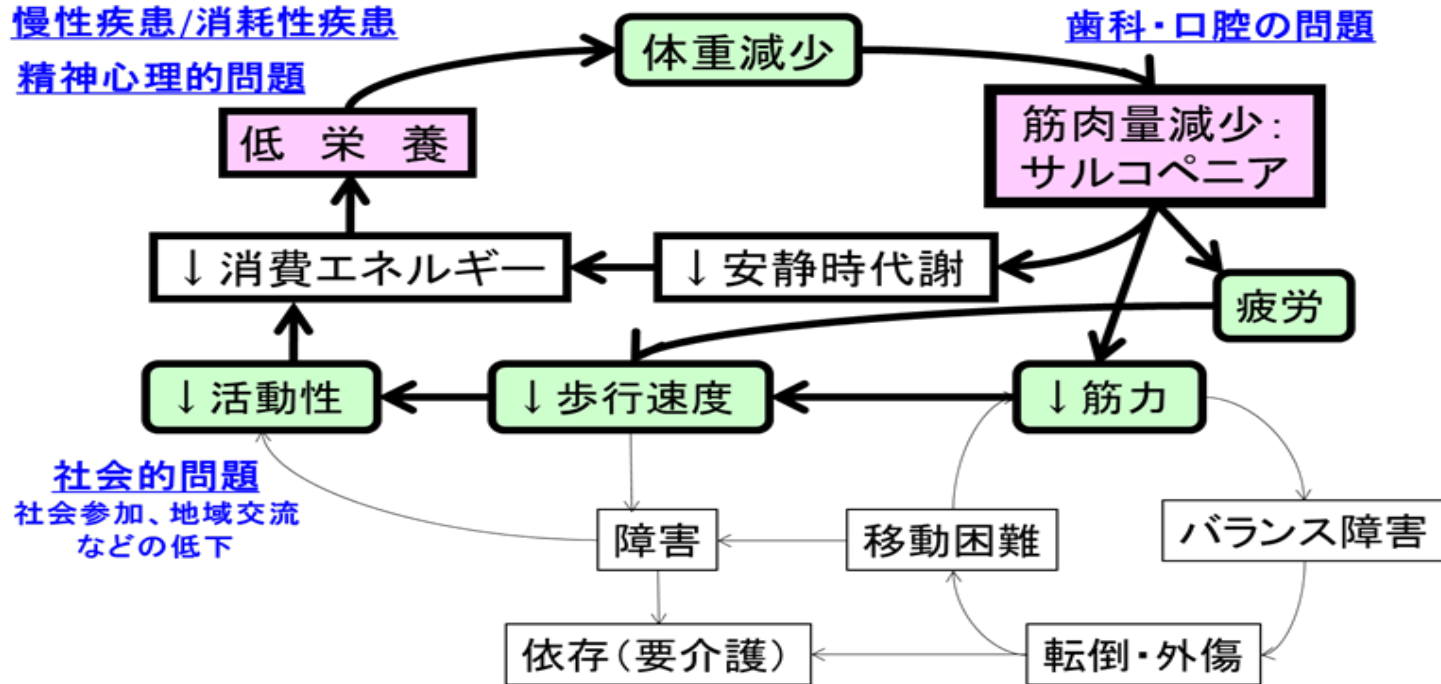 慢性疾患/消耗性疾患
精神心理的問題
体重減少
歯科・口腔の問題
低 栄 養
筋肉量減少:
サルコペニア
↓消費エネルギー
↓安静時代謝
疲労
↓活動性
↓歩行速度
↓筋力
社会的問題
社会参加、地域交流
などの低下
障害
移動困難
バランス障害
依存(要介護)
転倒・外傷